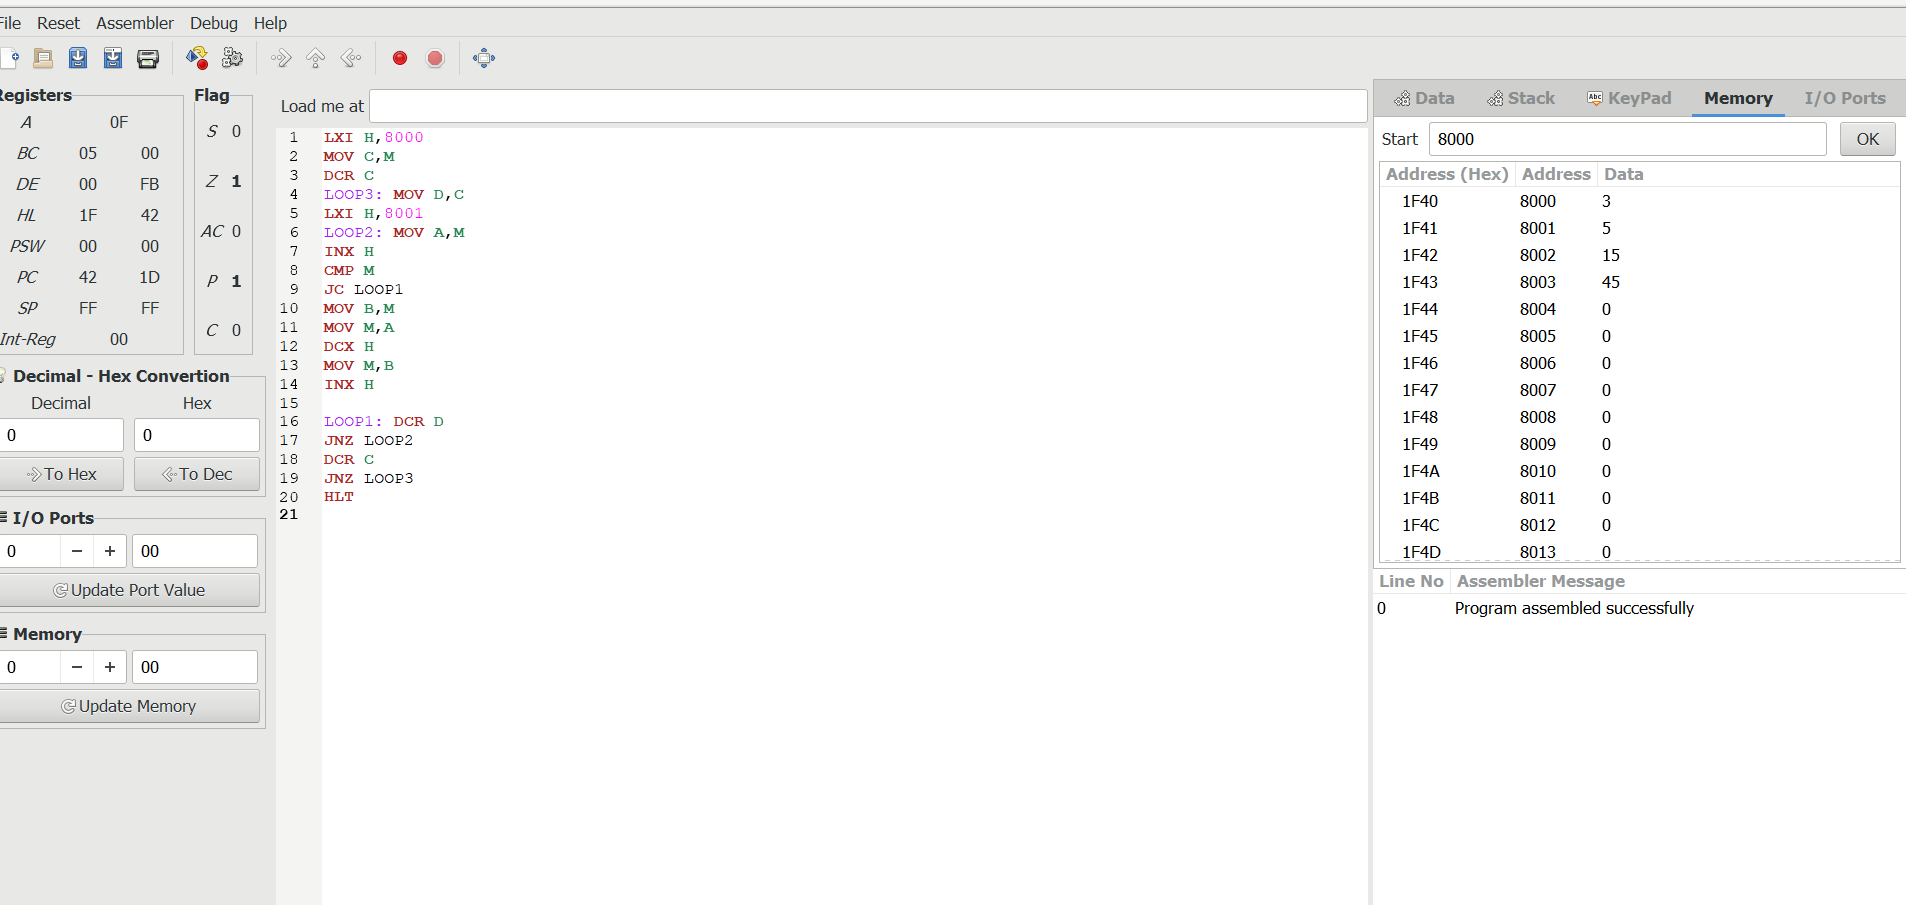 File Reset Assembler Debug Help
Registers
A 0F
BC 05 00
DE 00 FB
HL 1F 42
PSW 00 00
PC 42 1D
SP FF FF
Int-Reg 00
Flag
S 0
Z 1
AC 0
P 1
C 0
Decimal - Hex Convertion
Decimal Hex
0 0
To Hex To Dec
I/O Ports
0 − + 00
Update Port Value
Memory
0 − + 00
Update Memory
Load me at
1 LXI H,8000
2 MOV C,M
3 DCR C
4 LOOP3: MOV D,C
5 LXI H,8001
6 LOOP2: MOV A,M
7 INX H
8 CMP M
9 JC LOOP1
10 MOV B,M
11 MOV M,A
12 DCX H
13 MOV M,B
14 INX H
15
16 LOOP1: DCR D
17 JNZ LOOP2
18 DCR C
19 JNZ LOOP3
20 HLT
21
Data Stack Abc KeyPad Memory I/O Ports
Start 8000 OK
Address (Hex) Address Data
1F40 8000 3
1F41 8001 5
1F42 8002 15
1F43 8003 45
1F44 8004 0
1F45 8005 0
1F46 8006 0
1F47 8007 0
1F48 8008 0
1F49 8009 0
1F4A 8010 0
1F4B 8011 0
1F4C 8012 0
1F4D 8013 0
Line No Assembler Message
0 Program assembled successfully